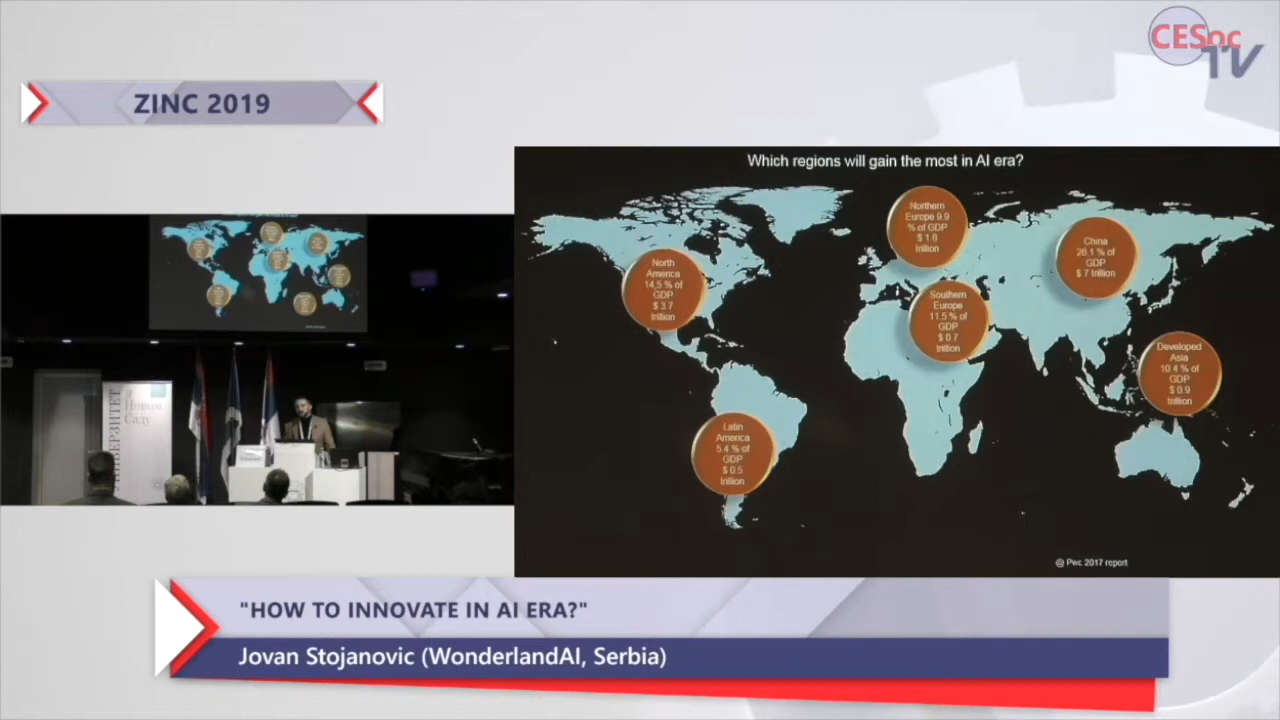 CESoc
TV
ZINC 2019
Which regions will gain the most in AI era?
Northern
Europe 9.9
% of GDP
$ 1.8
trillion
China
26.1 % of
GDP
$ 7 trillion
North
America
14,5 % of
GDP
$ 3.7
trillion
Southern
Europe
11.5 % of
GDP
$ 0.7
trillion
Developed
Asia
10.4 % of
GDP
$ 0.9
trillion
Latin
America
5.4 % of
GDP
$ 0.5
trillion
@ Pwc 2017 report
УНИВЕРЗИТЕТ
У
Новом
Саду
"HOW TO INNOVATE IN AI ERA?"
Jovan Stojanovic (WonderlandAI, Serbia)